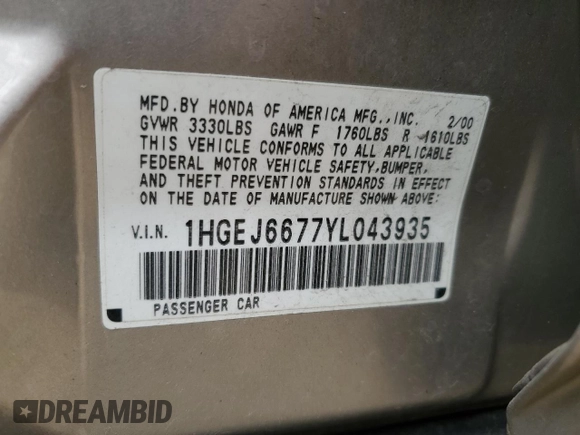 MFD.BY HONDA OF AMERICA MFG.,INC. 2/00
GVWR 3330LBS GAWR F 1760LBS R 1610LBS
THIS VEHICLE CONFORMS TO ALL APPLICABLE
FEDERAL MOTOR VEHICLE SAFETY,BUMPER,
AND THEFT PREVENTION STANDARDS IN EFFECT
ON THE DATE OF MANUFACTURE SHOWN ABOVE:
V.I.N. 1HGEJ6677YL043935
PASSENGER CAR
DREAMBID